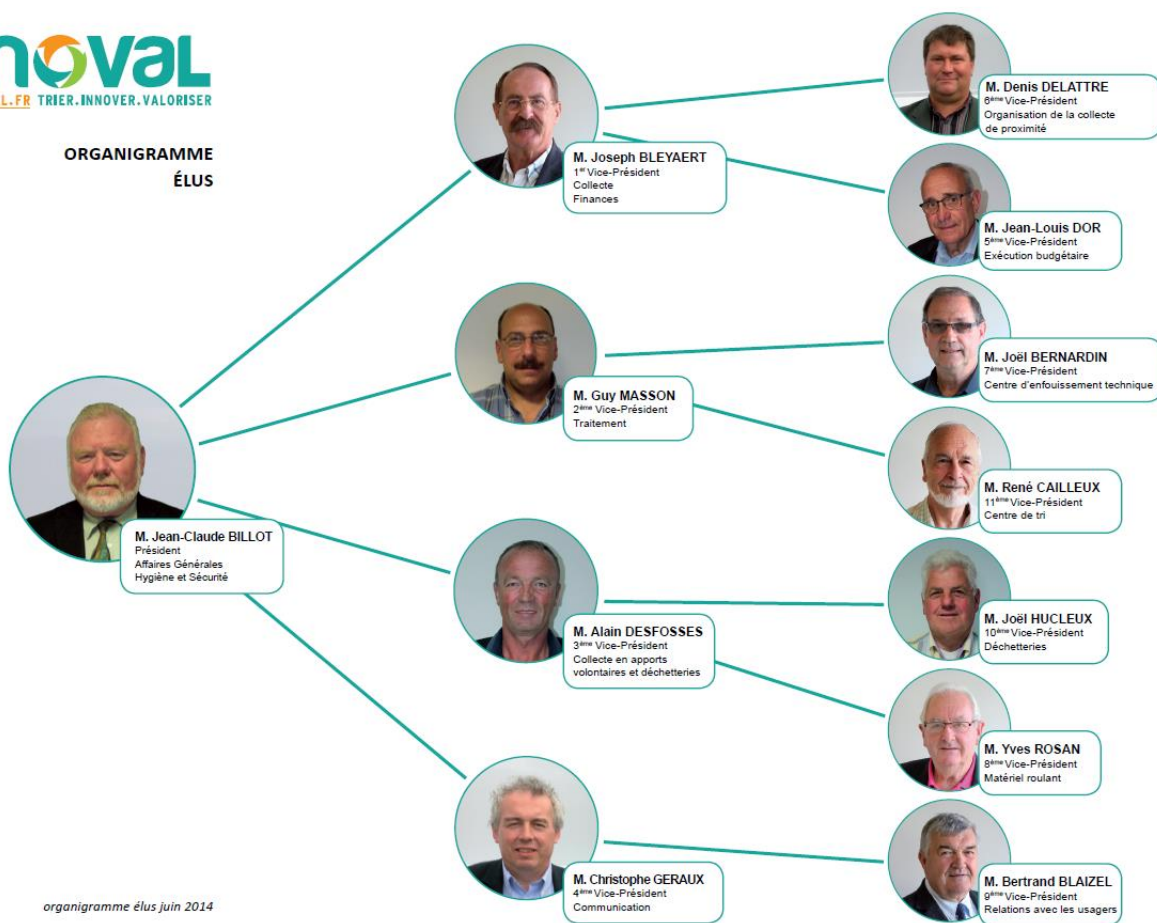 noVaL
L.FR TRIER.INNOVER.VALORISER
ORGANIGRAMME
ÉLUS
M. Jean-Claude BILLOT
Président
Affaires Générales
Hygiène et Sécurité
M. Joseph BLEYAERT
1er Vice-Président
Collecte
Finances
M. Guy MASSON
2ème Vice-Président
Traitement
M. Alain DESFOSSES
3ème Vice-Président
Collecte en apports
volontaires et déchetteries
M. Christophe GERAUX
4ème Vice-Président
Communication
M. Denis DELATTRE
6ème Vice-Président
Organisation de la collecte
de proximité
M. Jean-Louis DOR
5ème Vice-Président
Exécution budgétaire
M. Joël BERNARDIN
7ème Vice-Président
Centre d'enfouissement technique
M. René CAILLEUX
11ème Vice-Président
Centre de tri
M. Joël HUCLEUX
10ème Vice-Président
Déchetteries
M. Yves ROSAN
8ème Vice-Président
Matériel roulant
M. Bertrand BLAIZEL
9ème Vice-Président
Relations avec les usagers
organigramme élus juin 2014